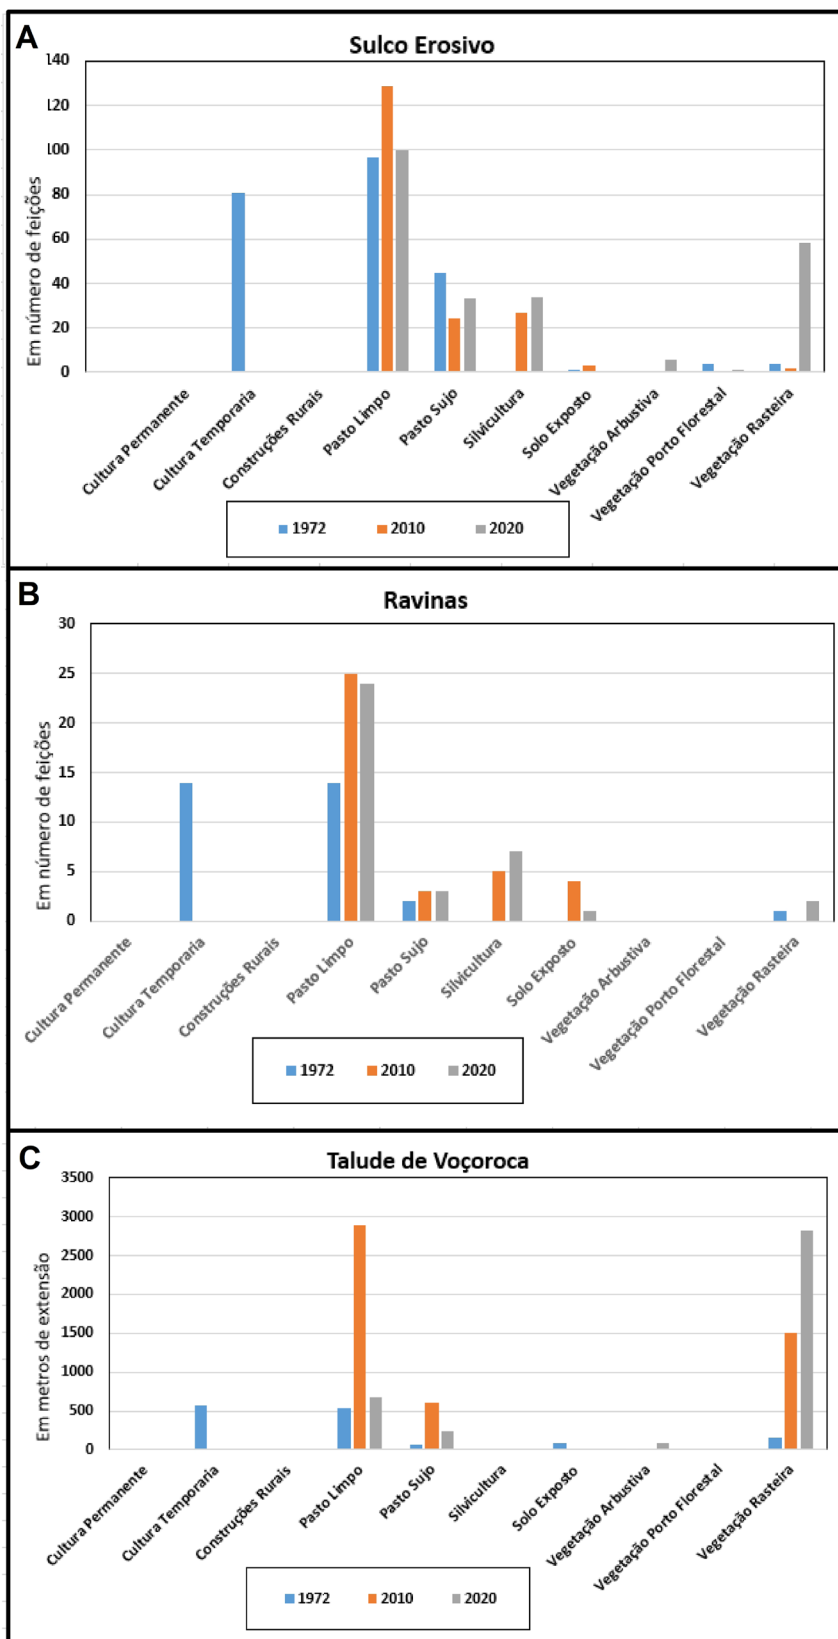 A
Sulco Erosivo
Em número de feições
140
120
100
80
60
40
20
0
Cultura Permanente
Cultura Temporaria
Construções Rurais
Pasto Limpo
Pasto Sujo
Silvicultura
Solo Exposto
Vegetação Arbustiva
Vegetação Porto Florestal
Vegetação Rasteira
1972 2010 2020
B
Ravinas
Em número de feições
30
25
20
15
10
5
0
Cultura Permanente
Cultura Temporaria
Construções Rurais
Pasto Limpo
Pasto Sujo
Silvicultura
Solo Exposto
Vegetação Arbustiva
Vegetação Porto Florestal
Vegetação Rasteira
1972 2010 2020
C
Talude de Voçoroca
Em metros de extensão
3500
3000
2500
2000
1500
1000
500
0
Cultura Permanente
Cultura Temporaria
Construções Rurais
Pasto Limpo
Pasto Sujo
Silvicultura
Solo Exposto
Vegetação Arbustiva
Vegetação Porto Florestal
Vegetação Rasteira
1972 2010 2020